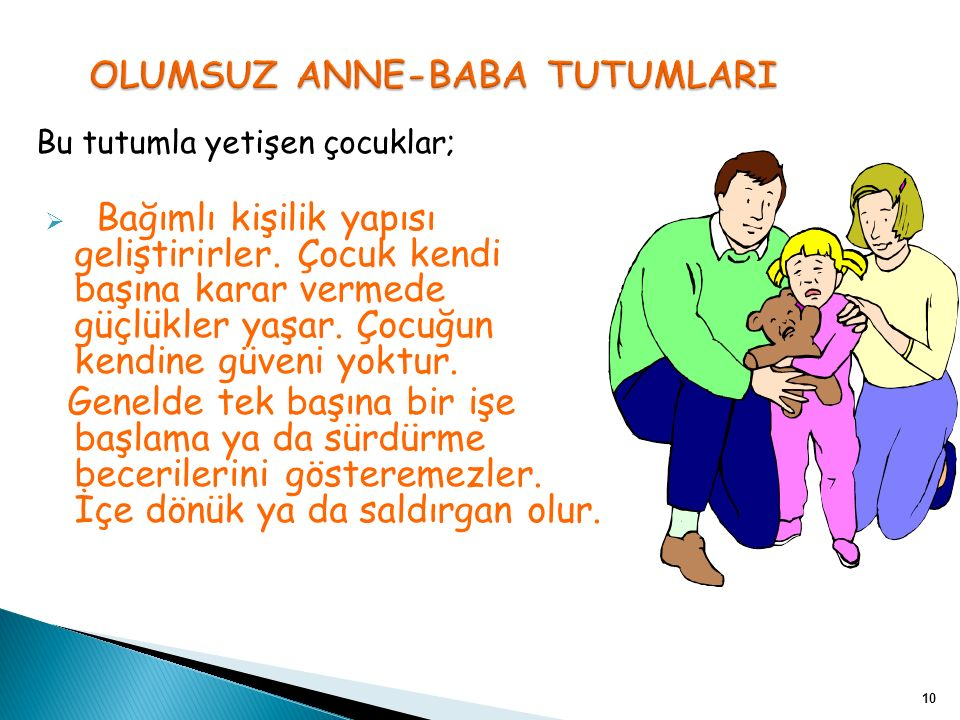 OLUMSUZ ANNE-BABA TUTUMLARI
Bu tutumla yetişen çocuklar;
➢ Bağımlı kişilik yapısı
geliştirirler. Çocuk kendi
başına karar vermede
güçlükler yaşar. Çocuğun
kendine güveni yoktur.
Genelde tek başına bir işe
başlama ya da sürdürme
becerilerini gösteremezler.
İçe dönük ya da saldırgan olur.
10